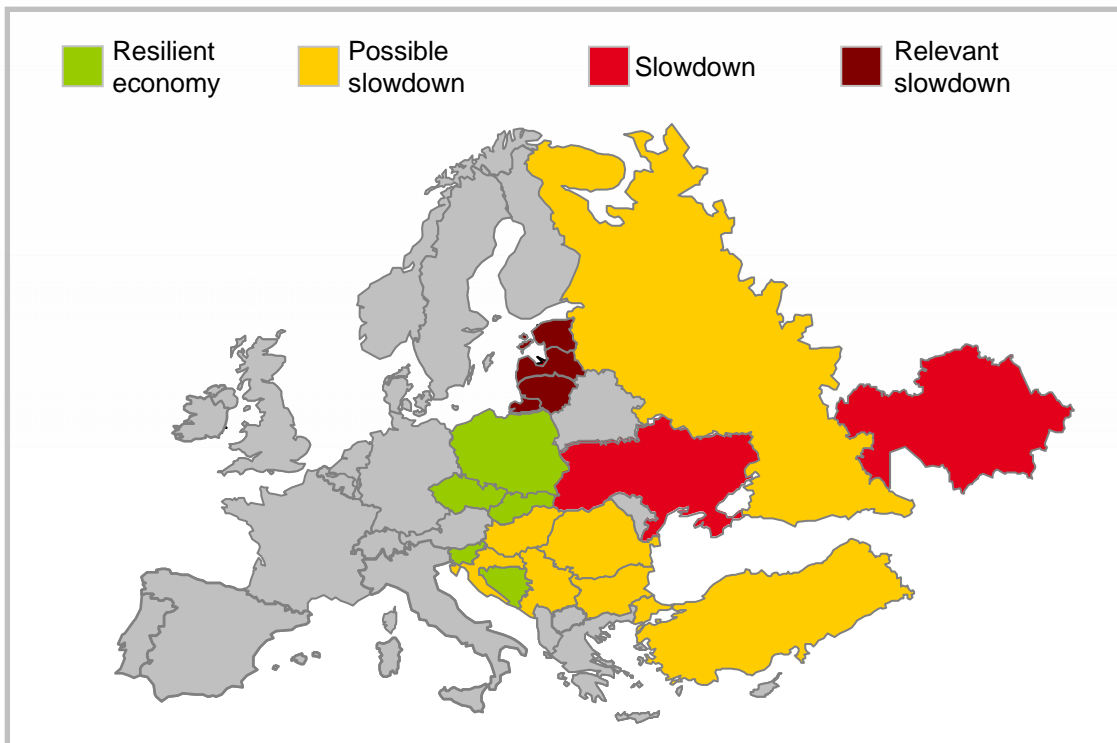 Resilient
economy
Possible
slowdown
Slowdown
Relevant
slowdown